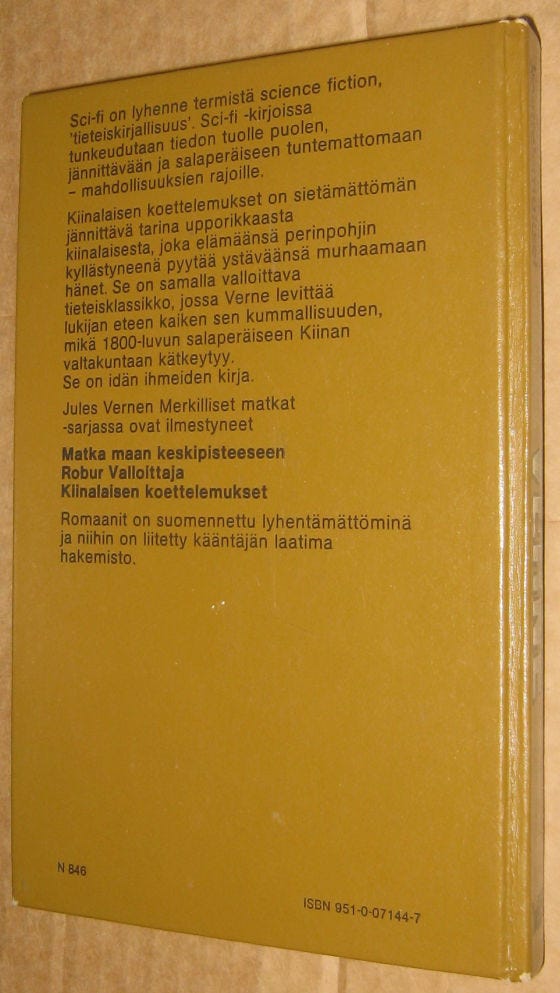 Sci-fi on lyhenne termistä science fiction,
'tieteiskirjallisuus'. Sci-fi -kirjoissa
tunkeudutaan tiedon tuolle puolen,
jännittävään ja salaperäiseen tuntemattomaan
– mahdollisuuksien rajoille.
Kiinalaisen koettelemukset on sietämättömän
jännittävä tarina upporikkaasta
kiinalaisesta, joka elämäänsä perinpohjin
kyllästyneenä pyytää ystäväänsä murhaamaan
hänet. Se on samalla valloittava
tieteisklassikko, jossa Verne levittää
lukijan eteen kaiken sen kummallisuuden,
mikä 1800-luvun salaperäiseen Kiinan
valtakuntaan kätkeytyy.
Se on idän ihmeiden kirja.
Jules Vernen Merkilliset matkat
-sarjassa ovat ilmestyneet
Matka maan keskipisteeseen
Robur Valloittaja
Kiinalaisen koettelemukset
Romaanit on suomennettu lyhentämättöminä
ja niihin on liitetty kääntäjän laatima
hakemisto.
N 846
ISBN 951-0-07144-7